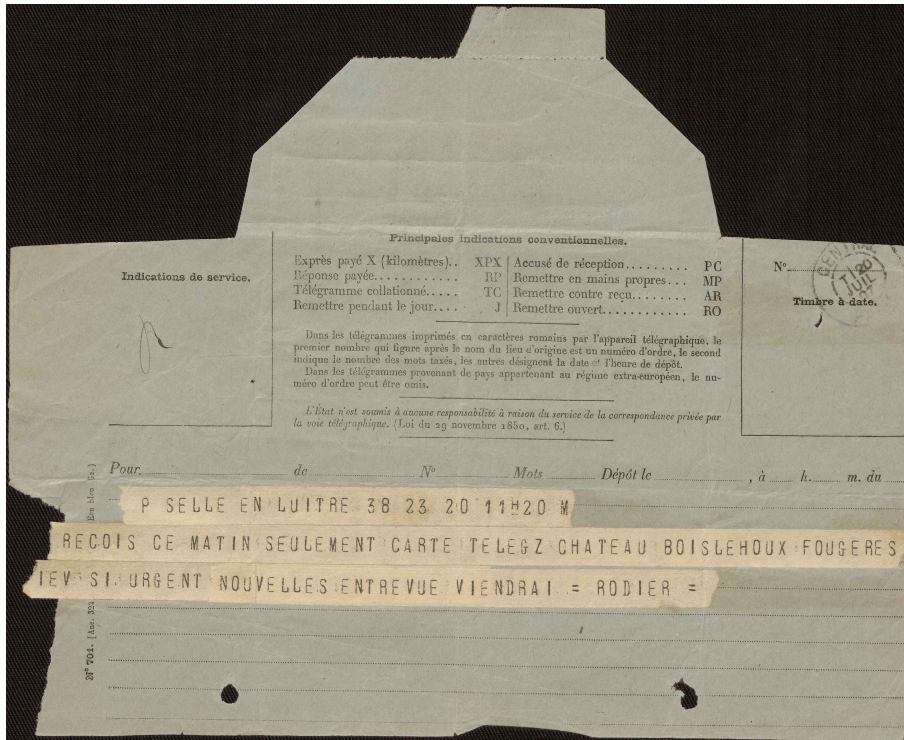 Principales indications conventionnelles.
Indications de service.
Exprès payé X (kilomètres).. XPX
Réponse payée.............. RP
Télégramme collationné..... TC
Remettre pendant le jour.... J
Accusé de réception......... PC
Remettre en mains propres... MP
Remettre contre reçu........ AR
Remettre ouvert............ RO
N°
CENTRAL
20
JUIL
Timbre à date.
Dans les télégrammes imprimés en caractères romains par l'appareil télégraphique, le
premier nombre qui figure après le nom du lieu d'origine est un numéro d'ordre, le second
indique le nombre des mots taxés, les autres désignent la date et l'heure de dépôt.
Dans les télégrammes provenant de pays appartenant au régime extra-européen, le nu-
méro d'ordre peut être omis.
L'État n'est soumis à aucune responsabilité à raison du service de la correspondance privée par
la voie télégraphique. (Loi du 29 novembre 1850, art. 6.)
Pour de N° Mots Dépôt le , à h. m. du
P SELLE EN LUITRE 38 23 20 11H20 M
RECOIS CE MATIN SEULEMENT CARTE TELEGZ CHATEAU BOISLEHOUX FOUGERES
IEV SI URGENT NOUVELLES ENTREVUE VIENDRAI = RODIER =
N° 701.